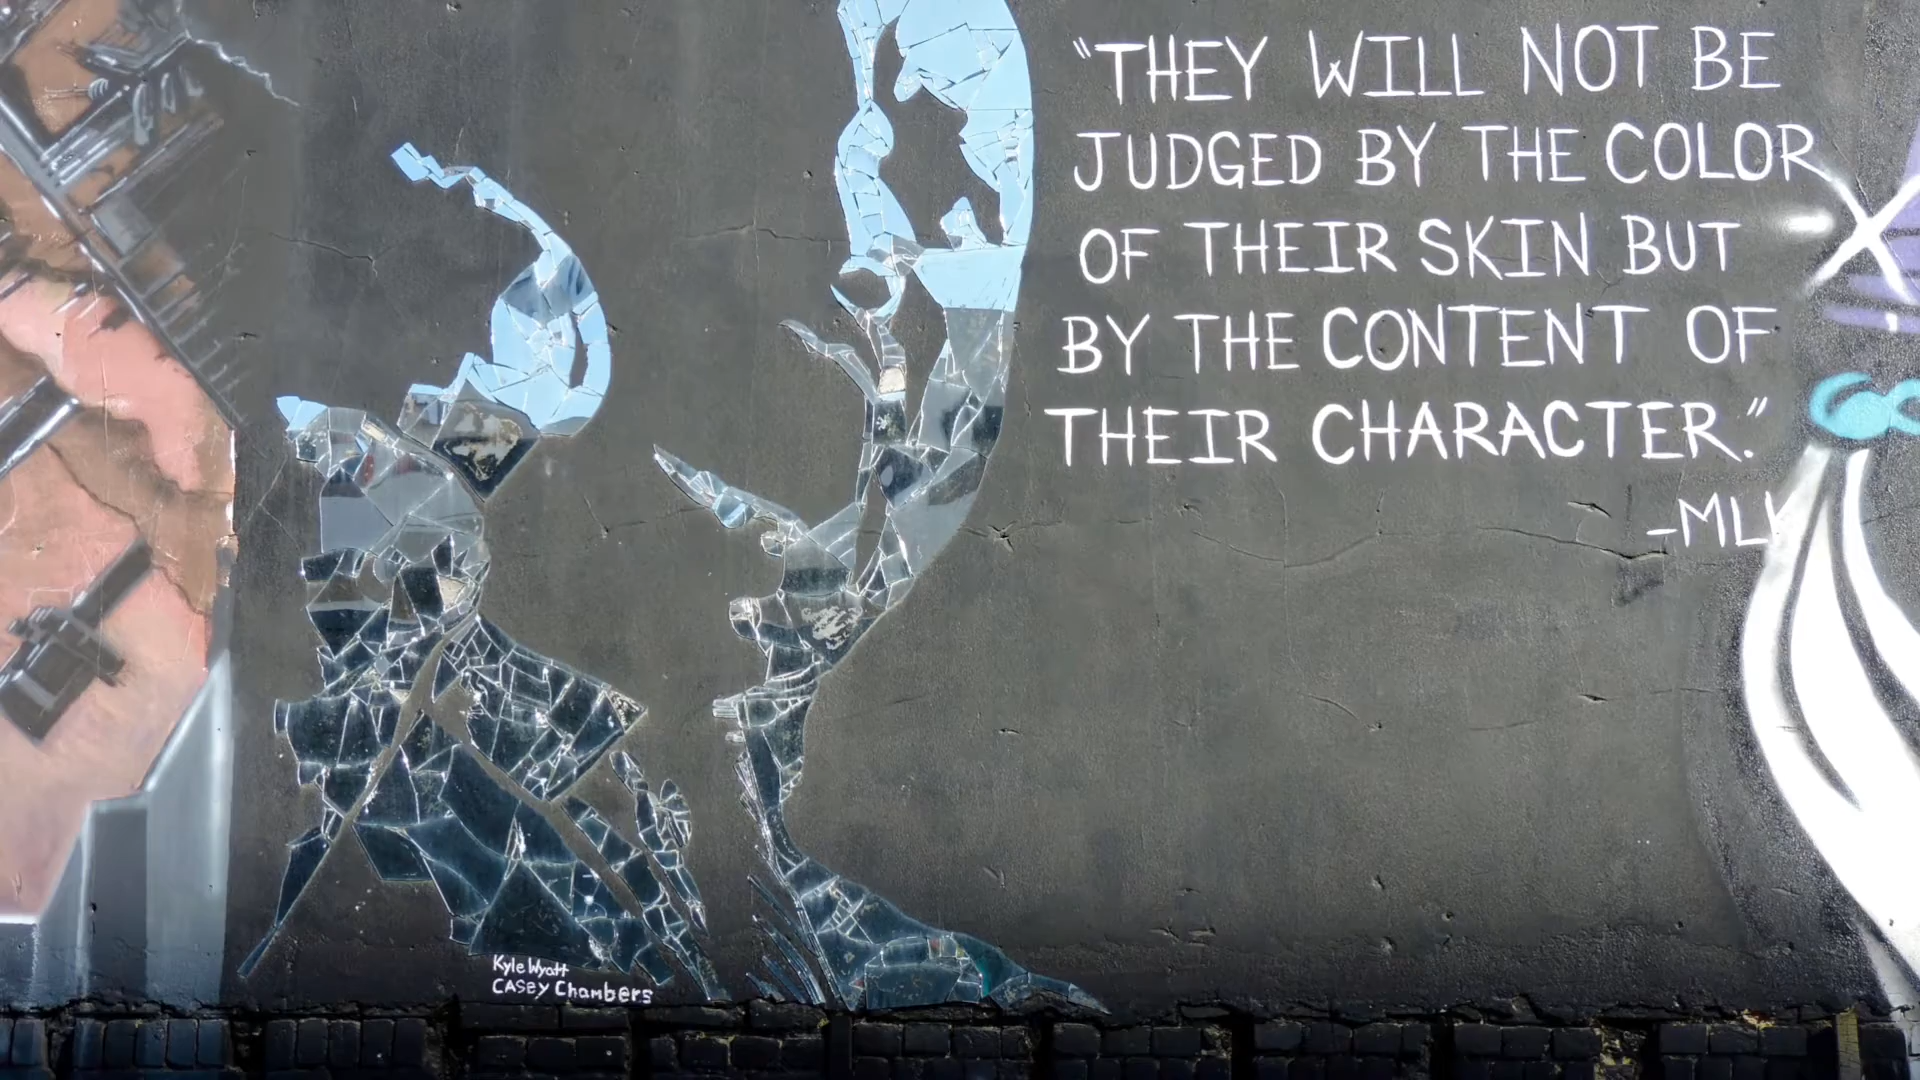 "THEY WILL NOT BE
JUDGED BY THE COLOR
OF THEIR SKIN BUT
BY THE CONTENT OF
THEIR CHARACTER."
-MLK
Kyle Wyatt
CASEY Chambers